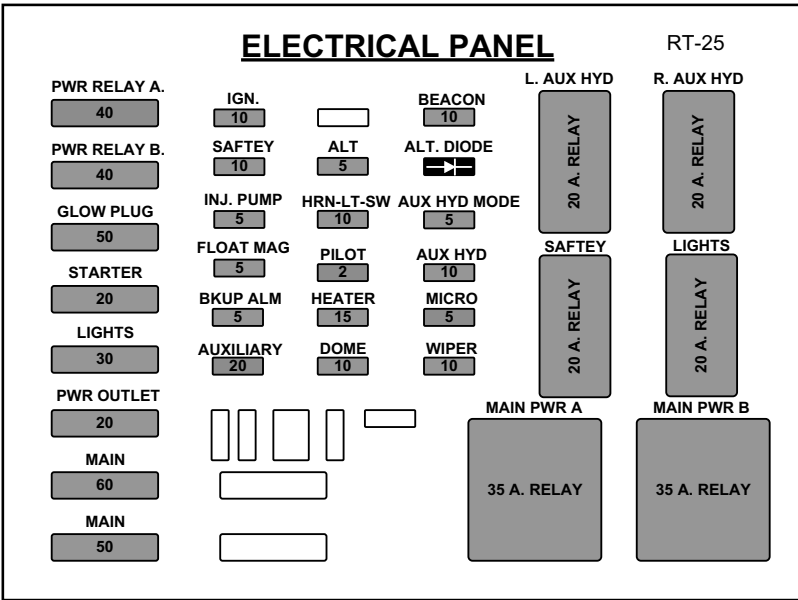 ELECTRICAL PANEL
RT-25
PWR RELAY A.
40
PWR RELAY B.
40
GLOW PLUG
50
STARTER
20
LIGHTS
30
PWR OUTLET
20
MAIN
60
MAIN
50
IGN.
10
SAFTEY
10
INJ. PUMP
5
FLOAT MAG
5
BKUP ALM
5
AUXILIARY
20
ALT
5
HRN-LT-SW
10
PILOT
2
HEATER
15
DOME
10
BEACON
10
ALT. DIODE
AUX HYD MODE
5
AUX HYD
10
MICRO
5
WIPER
10
L. AUX HYD
20 A. RELAY
R. AUX HYD
20 A. RELAY
SAFTEY
20 A. RELAY
LIGHTS
20 A. RELAY
MAIN PWR A
35 A. RELAY
MAIN PWR B
35 A. RELAY